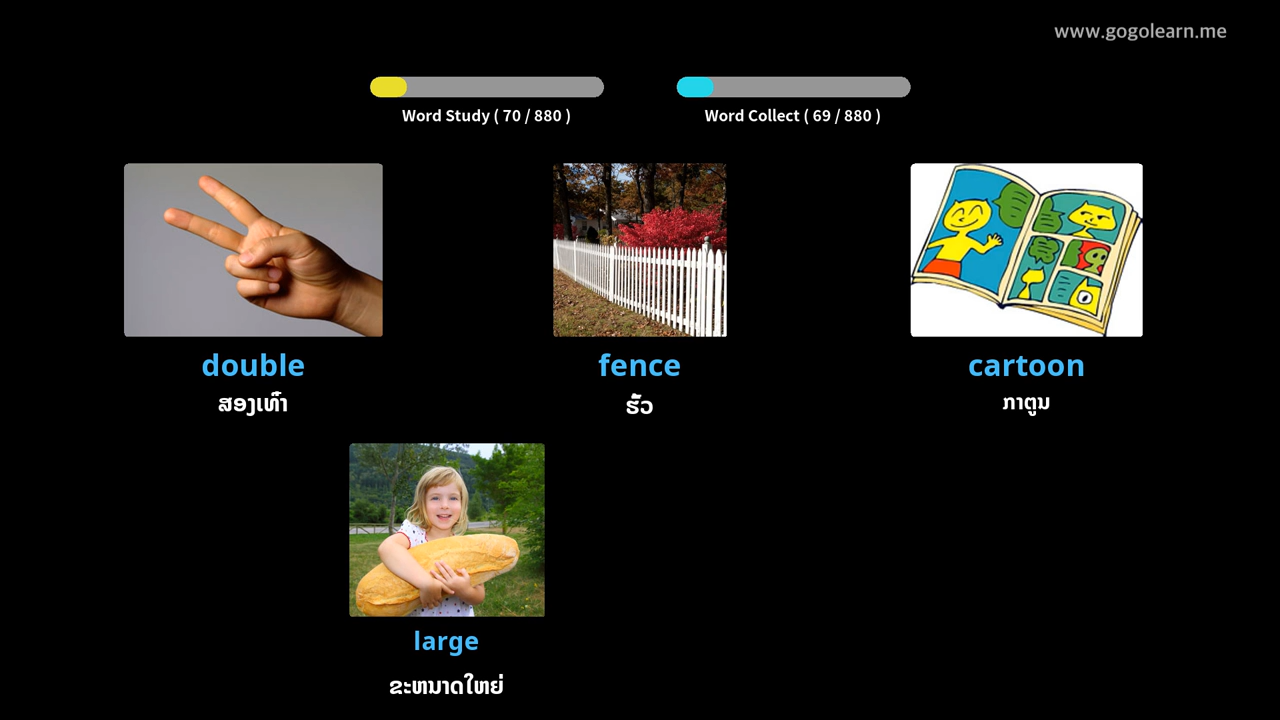 www.gogolearn.me
Word Study ( 70 / 880 )
Word Collect ( 69 / 880 )
double
ສອງເທົ່າ
fence
ຮົ້ວ
cartoon
ກາຕູນ
large
ຂະຫນາດໃຫຍ່